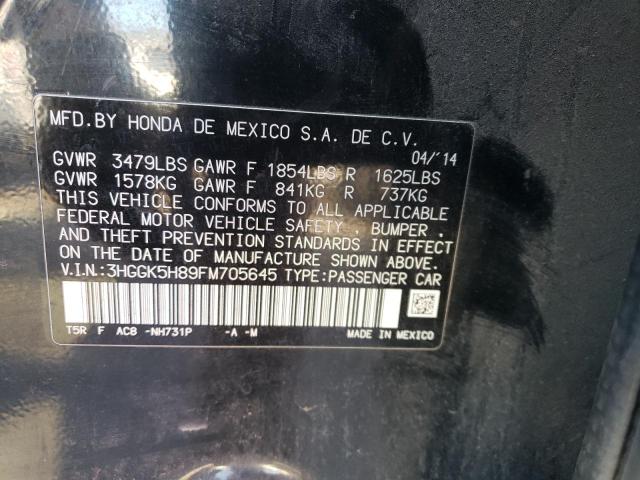 MFD.BY HONDA DE MEXICO S.A. DE C.V.
04/'14
GVWR 3479LBS GAWR F 1854LBS R 1625LBS
GVWR 1578KG GAWR F 841KG R 737KG
THIS VEHICLE CONFORMS TO ALL APPLICABLE
FEDERAL MOTOR VEHICLE SAFETY , BUMPER ,
AND THEFT PREVENTION STANDARDS IN EFFECT
ON THE DATE OF MANUFACTURE SHOWN ABOVE.
V.I.N.:3HGGK5H89FM705645 TYPE:PASSENGER CAR
T5R F AC8 -NH731P -A -M MADE IN MEXICO